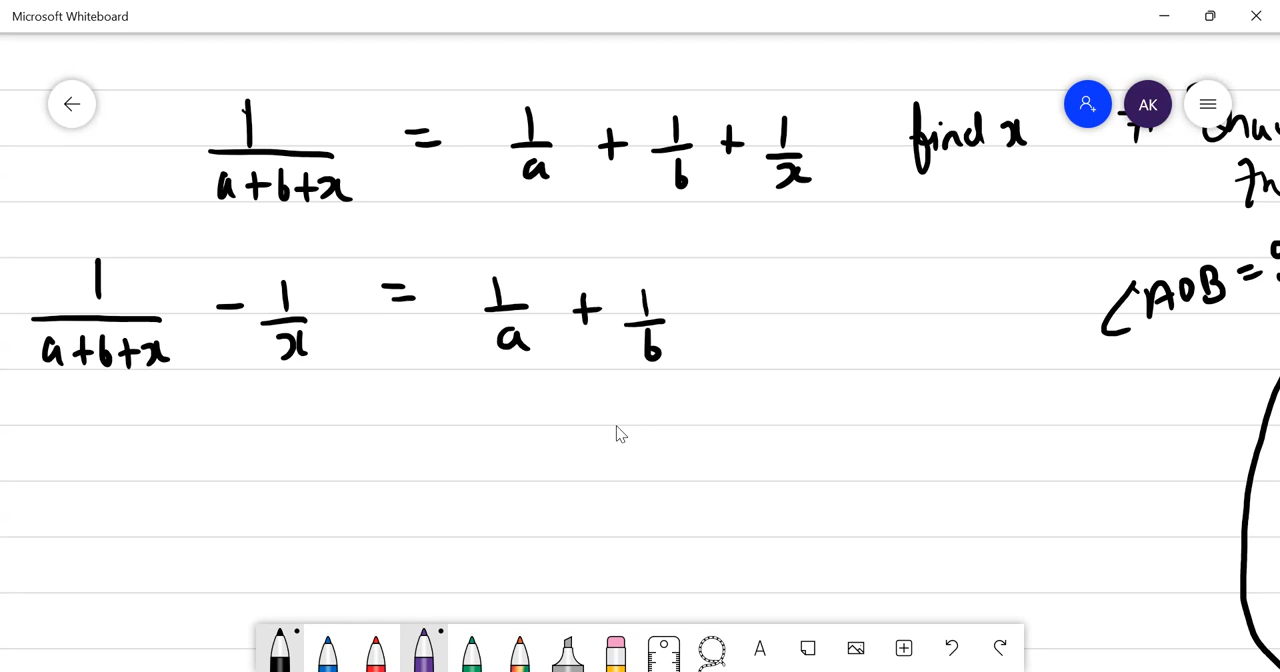 Microsoft Whiteboard
1/(a+b+x) = 1/a + 1/b + 1/x find x
AK
1/(a+b+x) - 1/x = 1/a + 1/b
∠AOB =
A